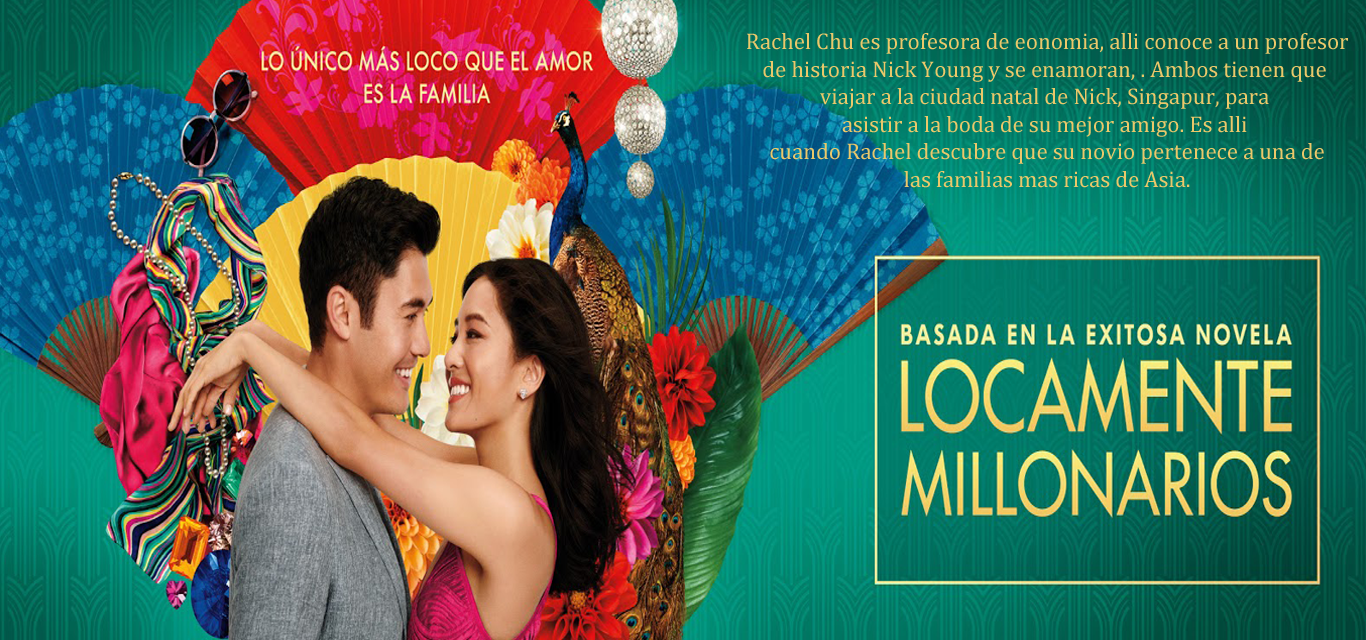 LO ÚNICO MÁS LOCO QUE EL AMOR
ES LA FAMILIA
Rachel Chu es profesora de eonomia, alli conoce a un profesor
de historia Nick Young y se enamoran, . Ambos tienen que
viajar a la ciudad natal de Nick, Singapur, para
asistir a la boda de su mejor amigo. Es alli
cuando Rachel descubre que su novio pertenece a una de
las familias mas ricas de Asia.
BASADA EN LA EXITOSA NOVELA
LOCAMENTE
MILLONARIOS